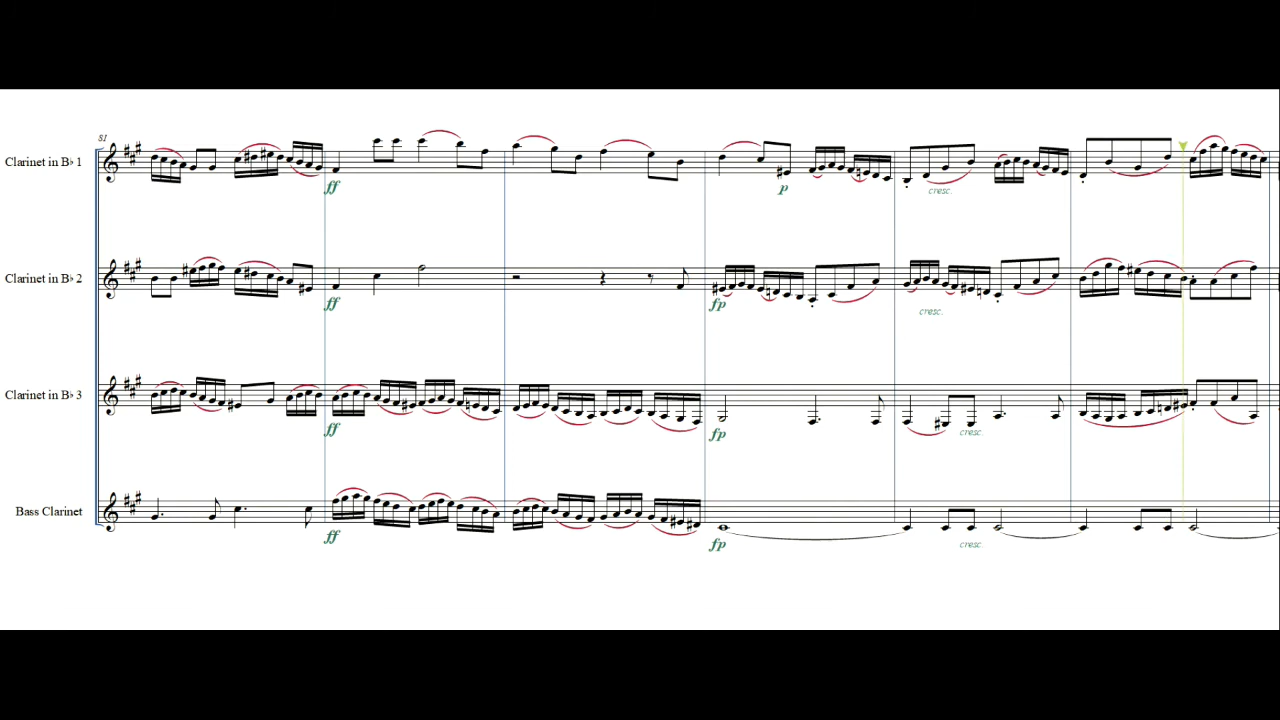 51
Clarinet in B♭ 1
ff
p
cresc.
Clarinet in B♭ 2
ff
fp
cresc.
Clarinet in B♭ 3
ff
fp
cresc.
Bass Clarinet
ff
fp
cresc.